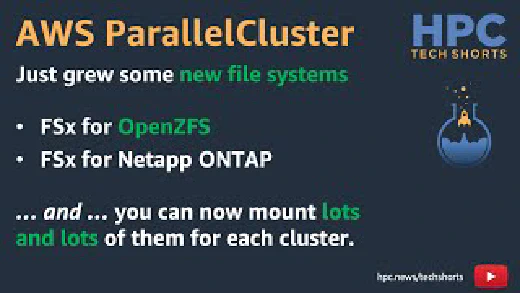 AWS ParallelCluster
HPC
TECH SHORTS
Just grew some new file systems
• FSx for OpenZFS
• FSx for Netapp ONTAP
... and ... you can now mount lots
and lots of them for each cluster.
hpc.news/techshorts